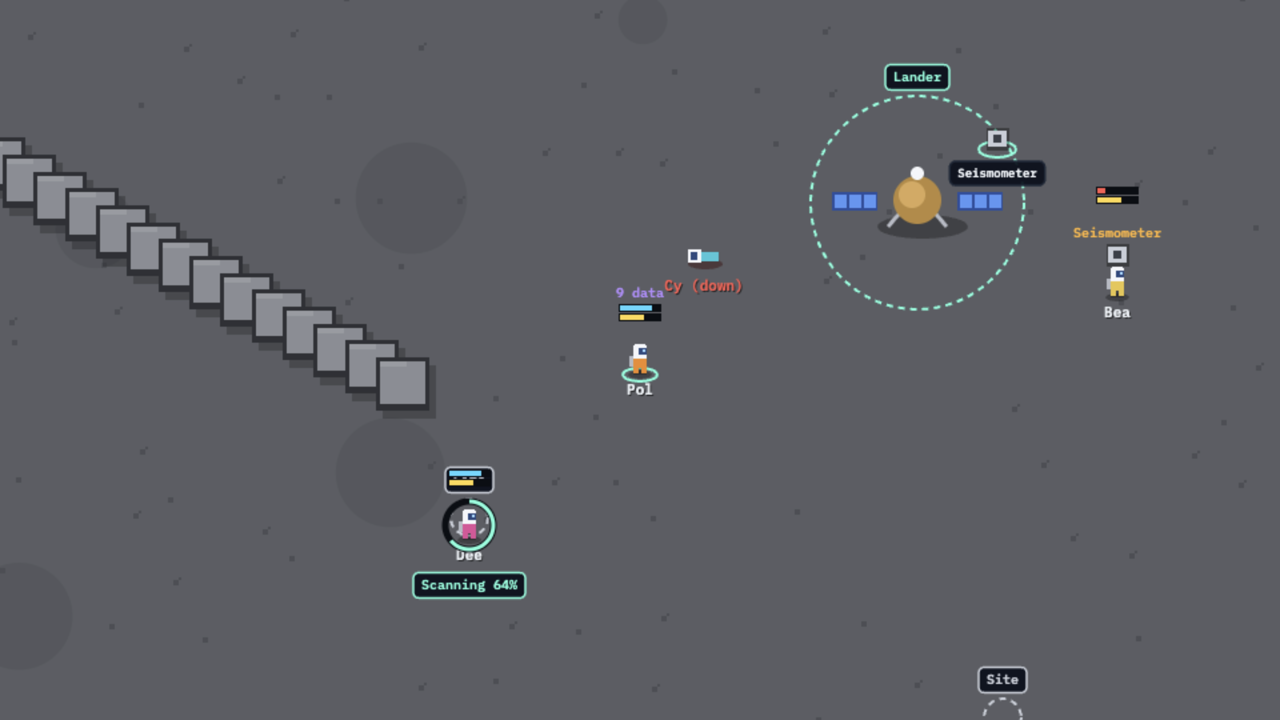 Lander
Seismometer
Seismometer
Cy (down)
9 data
Bea
Pol
Dee
Scanning 64%
Site